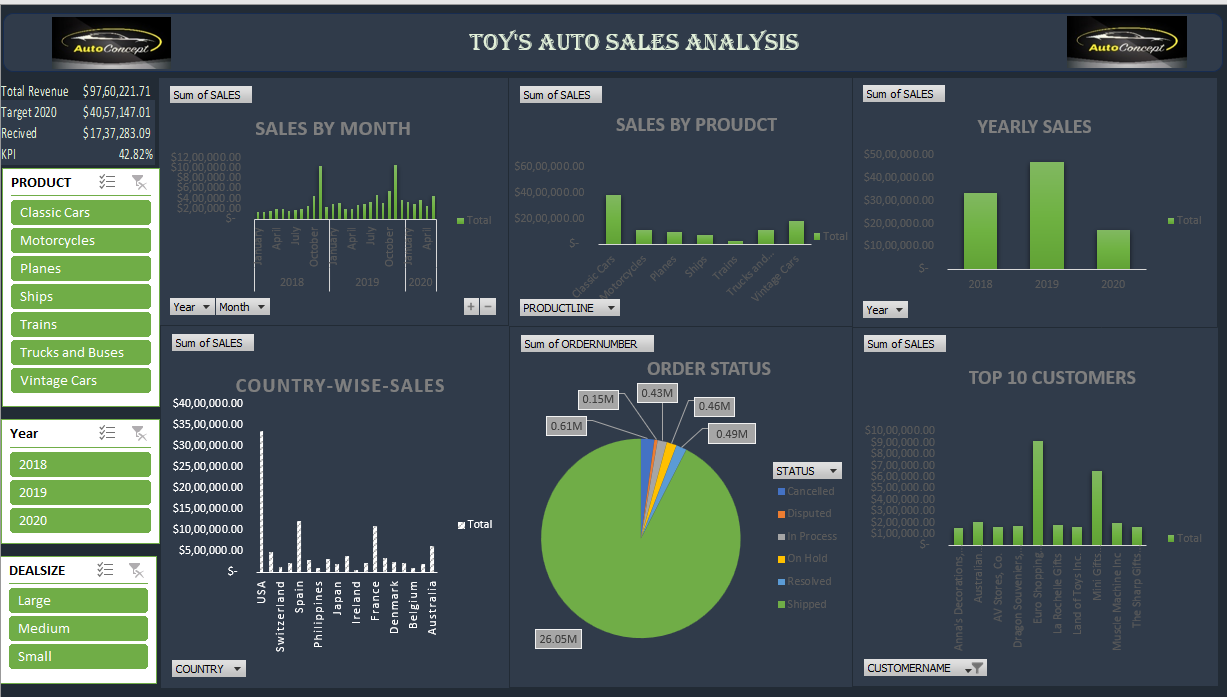 AutoConcept
TOY'S AUTO SALES ANALYSIS
AutoConcept
Total Revenue $97,60,221.71
Target 2020 $40,57,147.01
Recived $17,37,283.09
KPI 42.82%
PRODUCT
Classic Cars
Motorcycles
Planes
Ships
Trains
Trucks and Buses
Vintage Cars
Year
2018
2019
2020
DEALSIZE
Large
Medium
Small
Sum of SALES
SALES BY MONTH
$12,00,000.00
$10,00,000.00
$8,00,000.00
$6,00,000.00
$4,00,000.00
$2,00,000.00
$-
January
April
July
October
January
April
July
October
January
April
2018
2019
2020
Total
Year
Month
+ −
Sum of SALES
SALES BY PROUDCT
$60,00,000.00
$40,00,000.00
$20,00,000.00
$-
Classic Cars
Motorcycles
Planes
Ships
Trains
Trucks and...
Vintage Cars
Total
PRODUCTLINE
Sum of SALES
YEARLY SALES
$50,00,000.00
$40,00,000.00
$30,00,000.00
$20,00,000.00
$10,00,000.00
$-
2018
2019
2020
Total
Year
Sum of SALES
COUNTRY-WISE-SALES
$40,00,000.00
$35,00,000.00
$30,00,000.00
$25,00,000.00
$20,00,000.00
$15,00,000.00
$10,00,000.00
$5,00,000.00
$-
USA
Switzerland
Spain
Philippines
Japan
Ireland
France
Denmark
Belgium
Australia
Total
COUNTRY
Sum of ORDERNUMBER
ORDER STATUS
0.61M
0.15M
0.43M
0.46M
0.49M
26.05M
STATUS
Cancelled
Disputed
In Process
On Hold
Resolved
Shipped
Sum of SALES
TOP 10 CUSTOMERS
$10,00,000.00
$9,00,000.00
$8,00,000.00
$7,00,000.00
$6,00,000.00
$5,00,000.00
$4,00,000.00
$3,00,000.00
$2,00,000.00
$1,00,000.00
$-
Anna's Decorations,..
Australian..
AV Stores, Co.
Dragon Souveniers,..
Euro Shopping..
La Rochelle Gifts
Land of Toys Inc.
Mini Gifts..
Muscle Machine Inc
The Sharp Gifts..
Total
CUSTOMERNAME